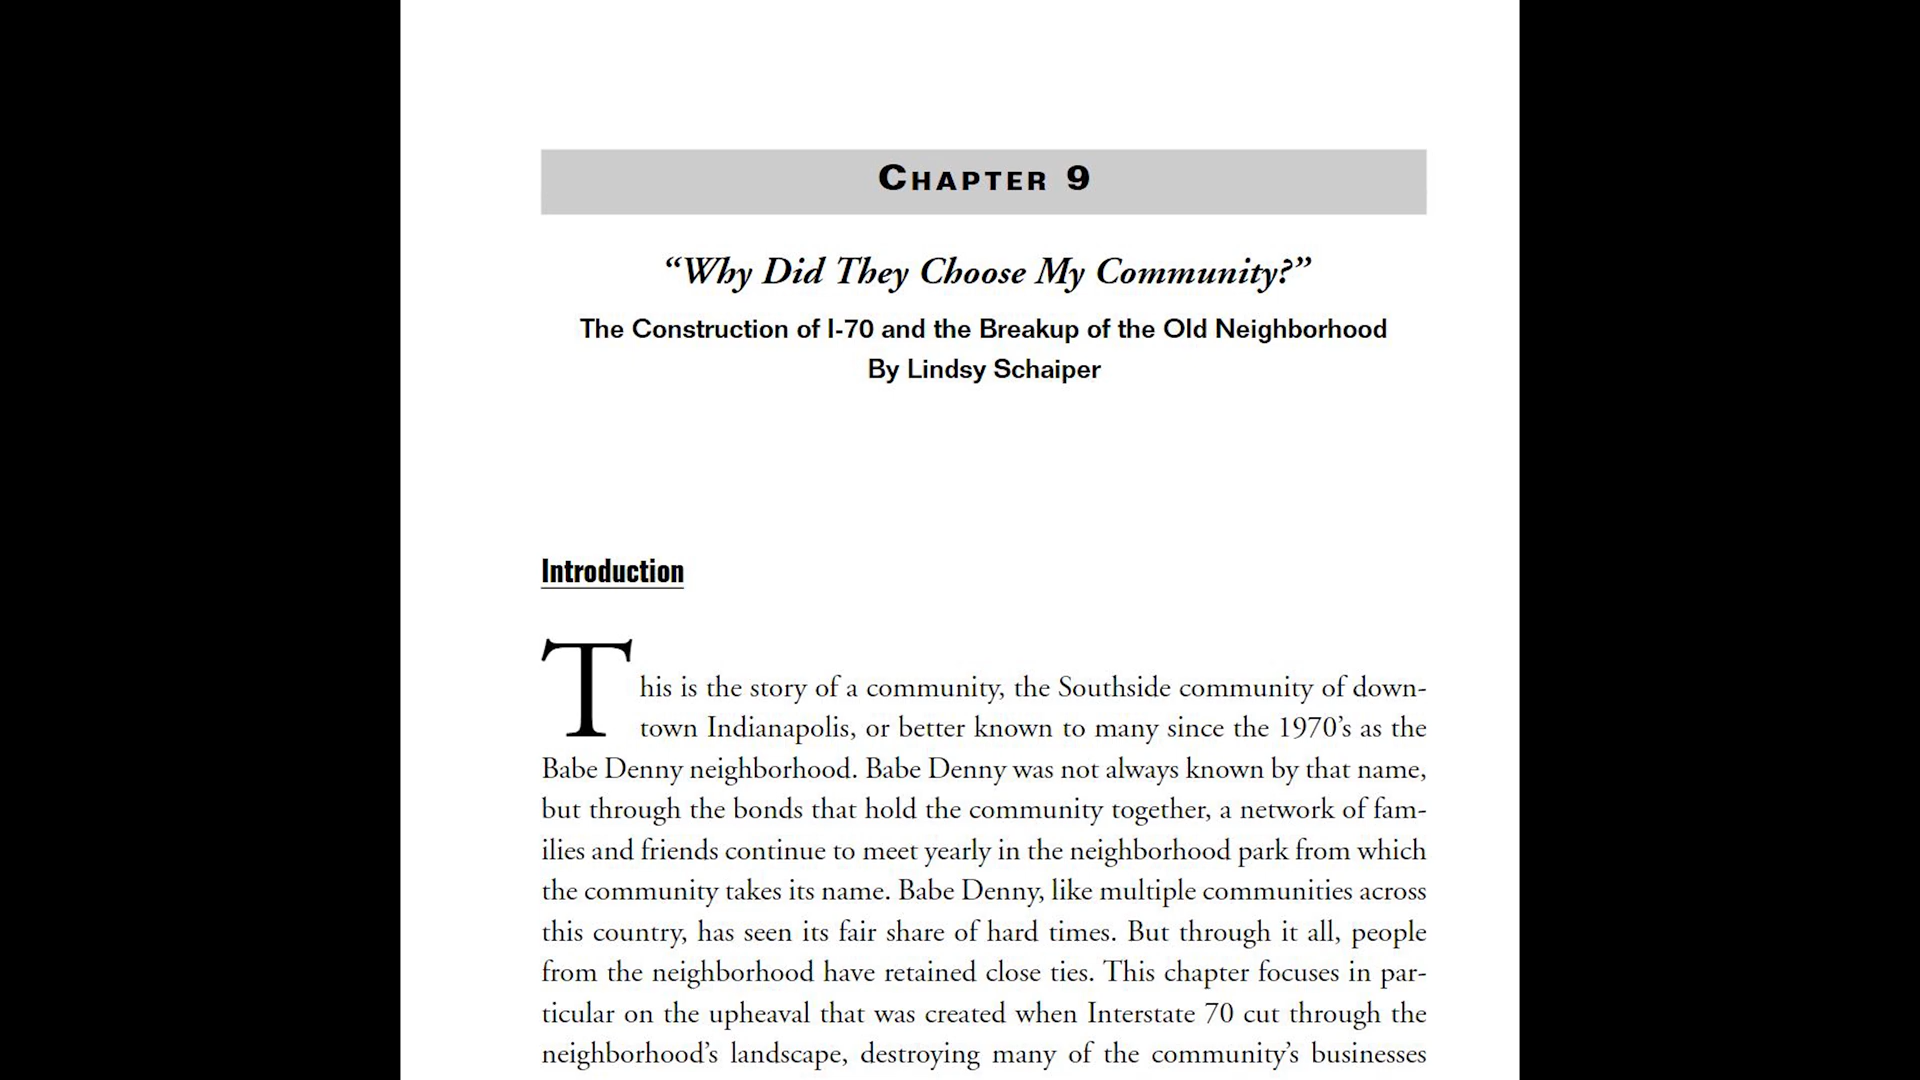 CHAPTER 9
“Why Did They Choose My Community?”
The Construction of I-70 and the Breakup of the Old Neighborhood
By Lindsy Schaiper
Introduction
This is the story of a community, the Southside community of down-
town Indianapolis, or better known to many since the 1970’s as the
Babe Denny neighborhood. Babe Denny was not always known by that name,
but through the bonds that hold the community together, a network of fam-
ilies and friends continue to meet yearly in the neighborhood park from which
the community takes its name. Babe Denny, like multiple communities across
this country, has seen its fair share of hard times. But through it all, people
from the neighborhood have retained close ties. This chapter focuses in par-
ticular on the upheaval that was created when Interstate 70 cut through the
neighborhood’s landscape, destroying many of the community’s businesses